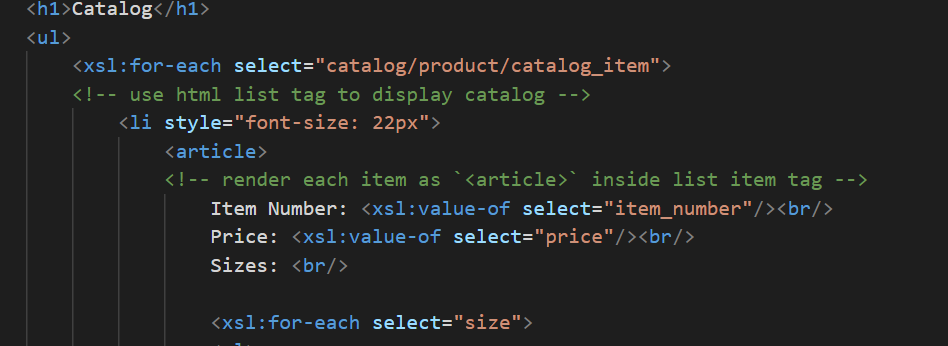 <h1>Catalog</h1>
<ul>
<xsl:for-each select="catalog/product/catalog_item">
<!-- use html list tag to display catalog -->
<li style="font-size: 22px">
<article>
<!-- render each item as `<article>` inside list item tag -->
Item Number: <xsl:value-of select="item_number"/><br/>
Price: <xsl:value-of select="price"/><br/>
Sizes: <br/>
<xsl:for-each select="size">